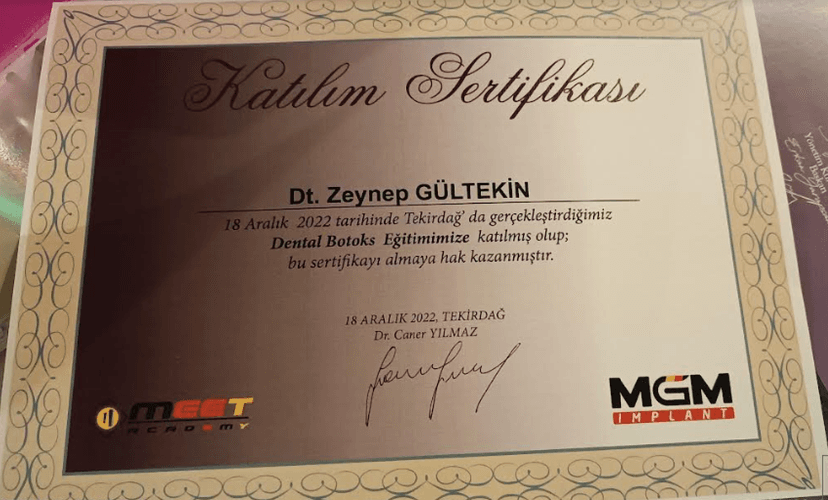 Katılım Sertifikası
Dt. Zeynep GÜLTEKİN
18 Aralık 2022 tarihinde Tekirdağ' da gerçekleştirdiğimiz
Dental Botoks Eğitimimize katılmış olup;
bu sertifikayı almaya hak kazanmıştır.
18 ARALIK 2022, TEKİRDAĞ
Dr. Caner YILMAZ
MEET
ACADEMY
MGM
IMPLANT